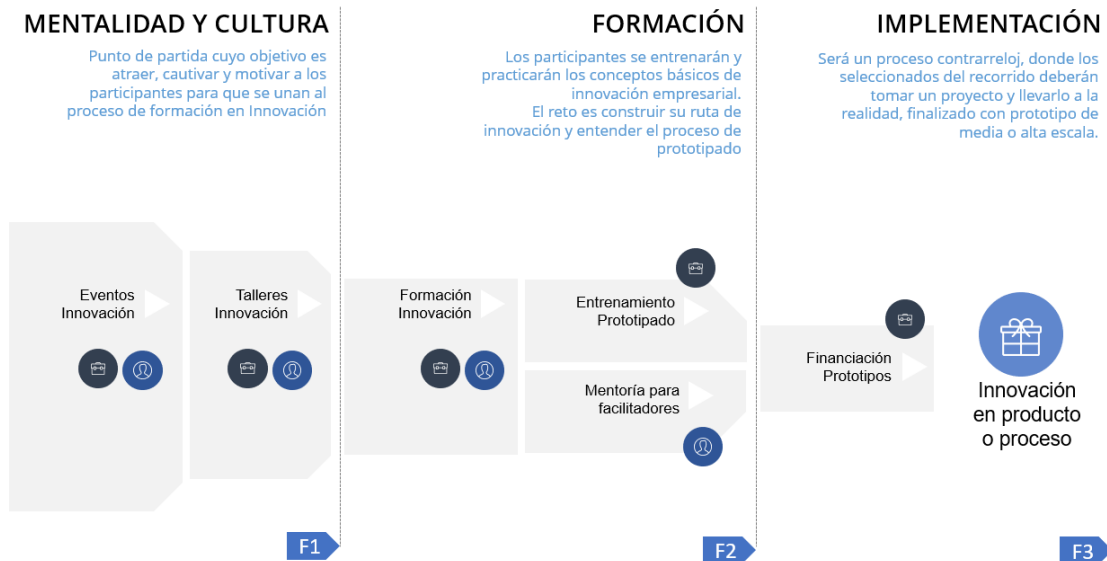 MENTALIDAD Y CULTURA
Punto de partida cuyo objetivo es
atraer, cautivar y motivar a los
participantes para que se unan al
proceso de formación en Innovación
FORMACIÓN
Los participantes se entrenarán y
practicarán los conceptos básicos de
innovación empresarial.
El reto es construir su ruta de
innovación y entender el proceso de
prototipado
IMPLEMENTACIÓN
Será un proceso contrarreloj, donde los
seleccionados del recorrido deberán
tomar un proyecto y llevarlo a la
realidad, finalizado con prototipo de
media o alta escala.
Eventos
Innovación
Talleres
Innovación
Formación
Innovación
Entrenamiento
Prototipado
Mentoría para
facilitadores
Financiación
Prototipos
Innovación
en producto
o proceso
F1
F2
F3